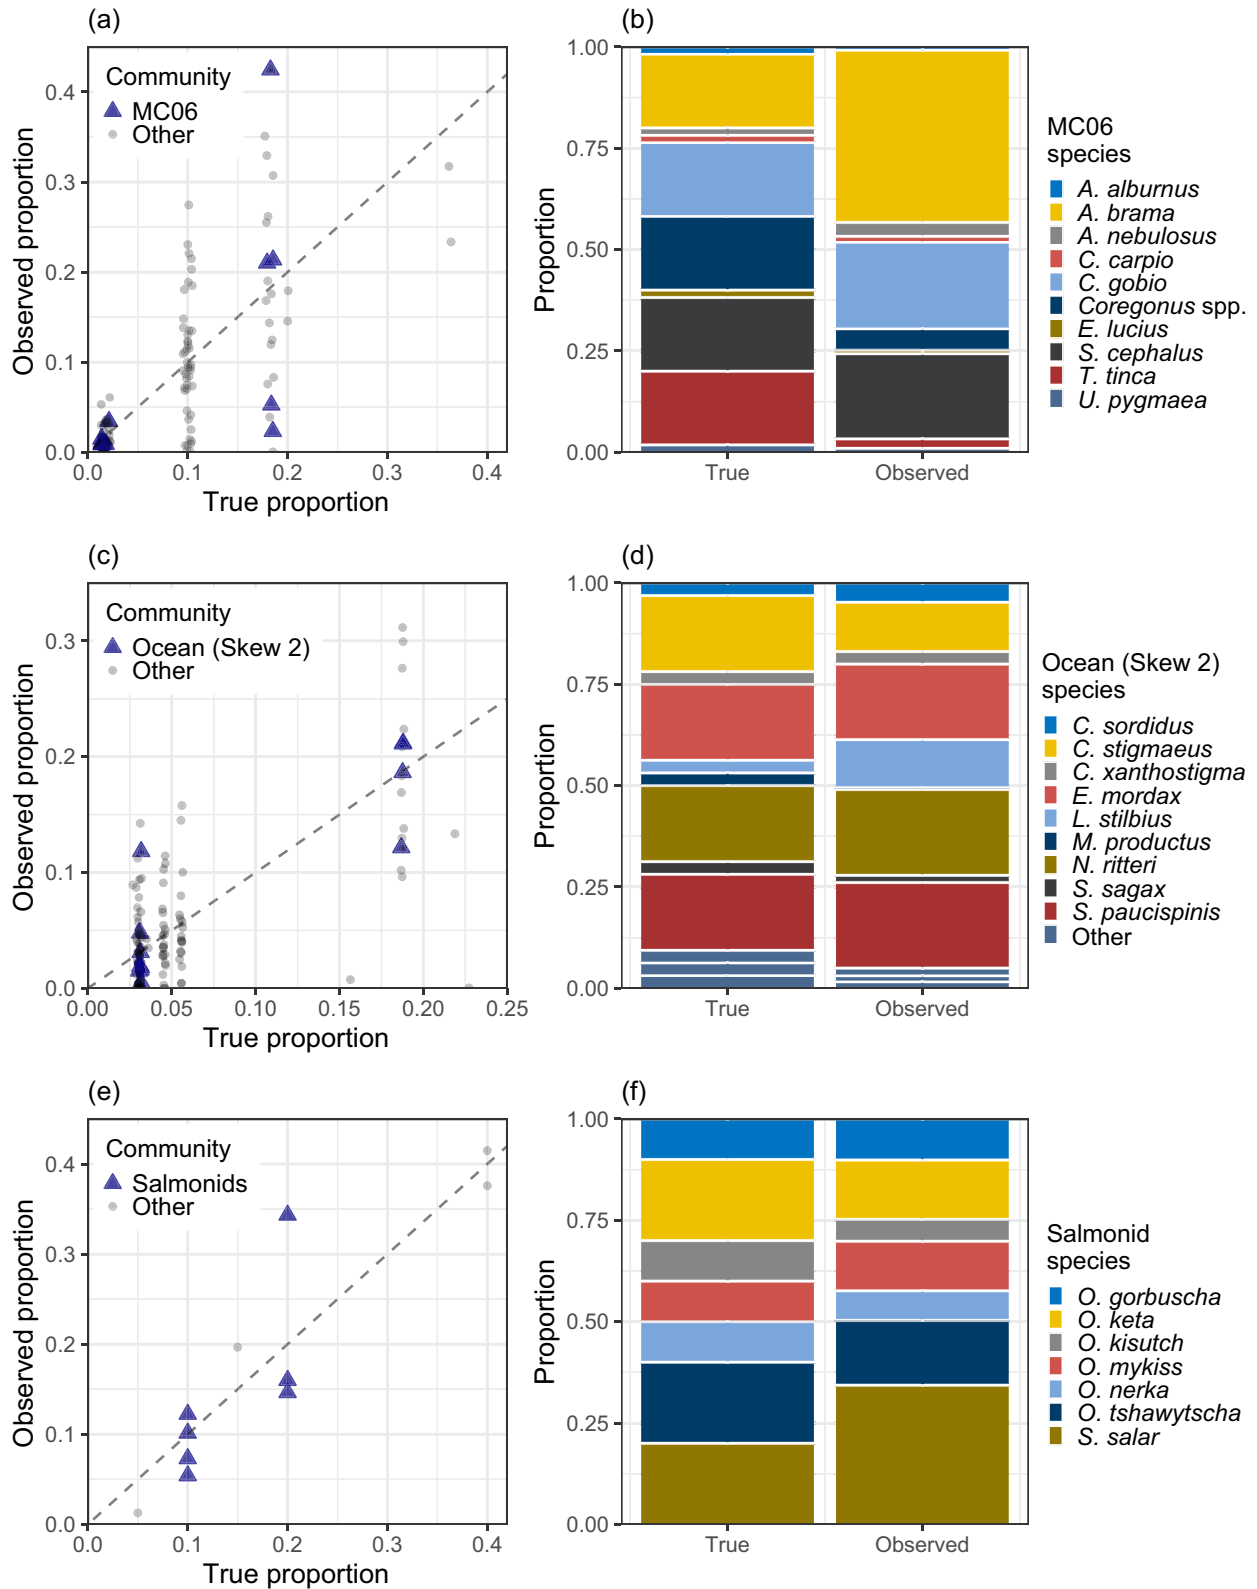 (a)
Observed proportion
0.4
0.3
0.2
0.1
0.0
Community
MC06
Other
0.0 0.1 0.2 0.3 0.4
True proportion
(b)
Proportion
1.00
0.75
0.50
0.25
0.00
True Observed
MC06
species
A. alburnus
A. brama
A. nebulosus
C. carpio
C. gobio
Coregonus spp.
E. lucius
S. cephalus
T. tinca
U. pygmaea
(c)
Observed proportion
0.3
0.2
0.1
0.0
Community
Ocean (Skew 2)
Other
0.00 0.05 0.10 0.15 0.20 0.25
True proportion
(d)
Proportion
1.00
0.75
0.50
0.25
0.00
True Observed
Ocean (Skew 2)
species
C. sordidus
C. stigmaeus
C. xanthostigma
E. mordax
L. stilbius
M. productus
N. ritteri
S. sagax
S. paucispinis
Other
(e)
Observed proportion
0.4
0.3
0.2
0.1
0.0
Community
Salmonids
Other
0.0 0.1 0.2 0.3 0.4
True proportion
(f)
Proportion
1.00
0.75
0.50
0.25
0.00
True Observed
Salmonid
species
O. gorbuscha
O. keta
O. kisutch
O. mykiss
O. nerka
O. tshawytscha
S. salar